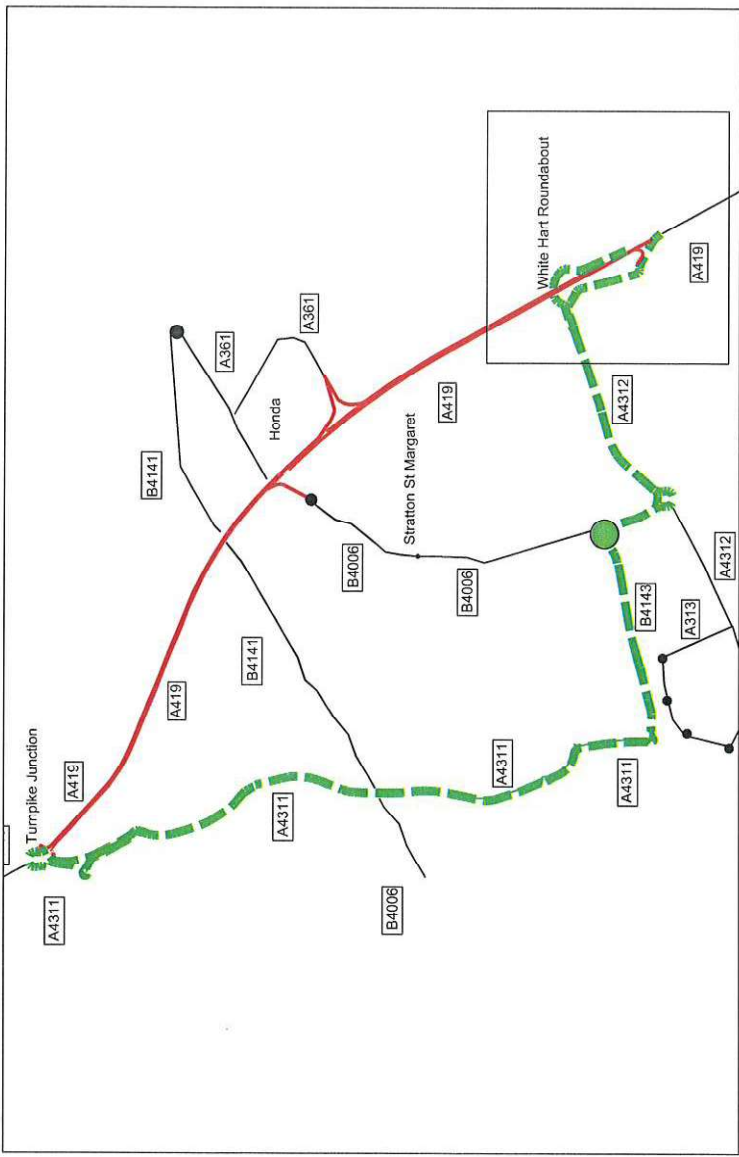 Turnpike Junction
A4311
A419
B4141
A419
A361
B4141
Honda
A4311
A361
B4006
B4006
Stratton St Margaret
A419
B4006
A4311
White Hart Roundabout
A4311
A4312
B4143
A313
A419
A4312